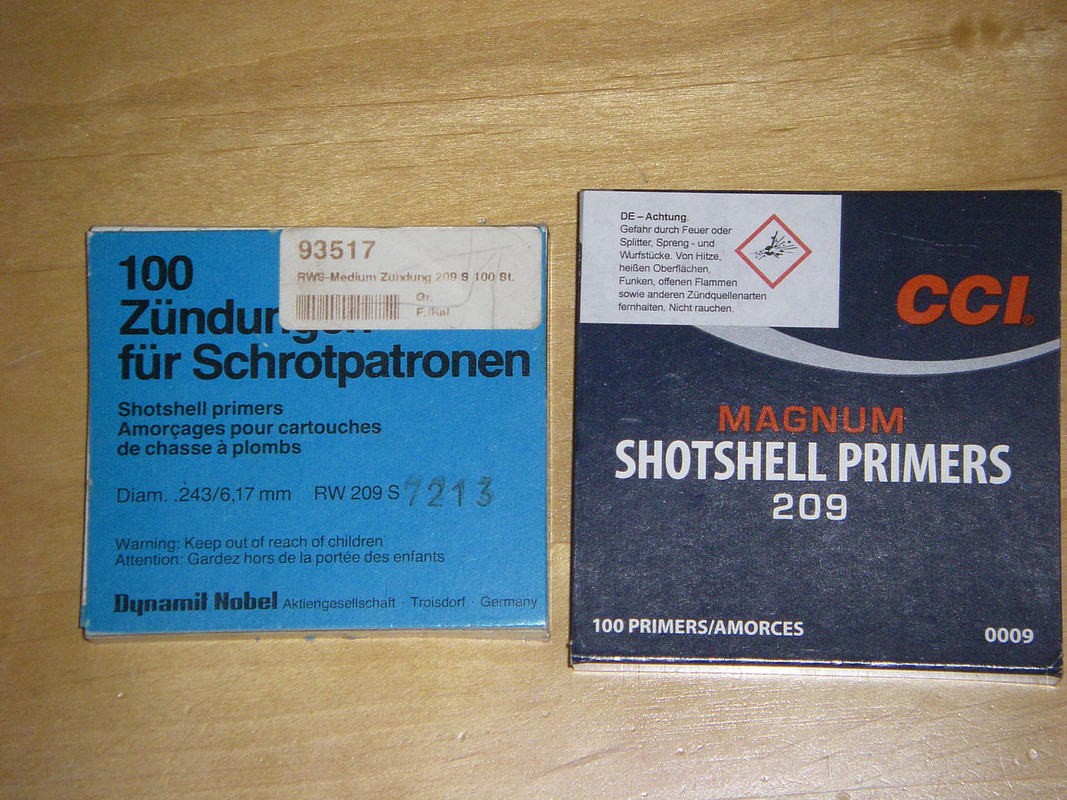 93517
RWS-Medium Zündung 209 S 100 St.
Gr.
F./Kal
100
für Schrotpatronen
Shotshell primers
Amorçages pour cartouches
de chasse à plombs
Diam. .243/6,17 mm RW 209 S 9213
Warning: Keep out of reach of children
Attention: Gardez hors de la portée des enfants
Dynamit Nobel Aktiengesellschaft · Troisdorf · Germany
DE – Achtung.
Gefahr durch Feuer oder
Splitter, Spreng - und
Wurfstücke. Von Hitze,
heißen Oberflächen,
Funken, offenen Flammen
sowie anderen Zündquellenarten
fernhalten. Nicht rauchen.
CCI®
MAGNUM
SHOTSHELL PRIMERS
209
100 PRIMERS/AMORCES
0009